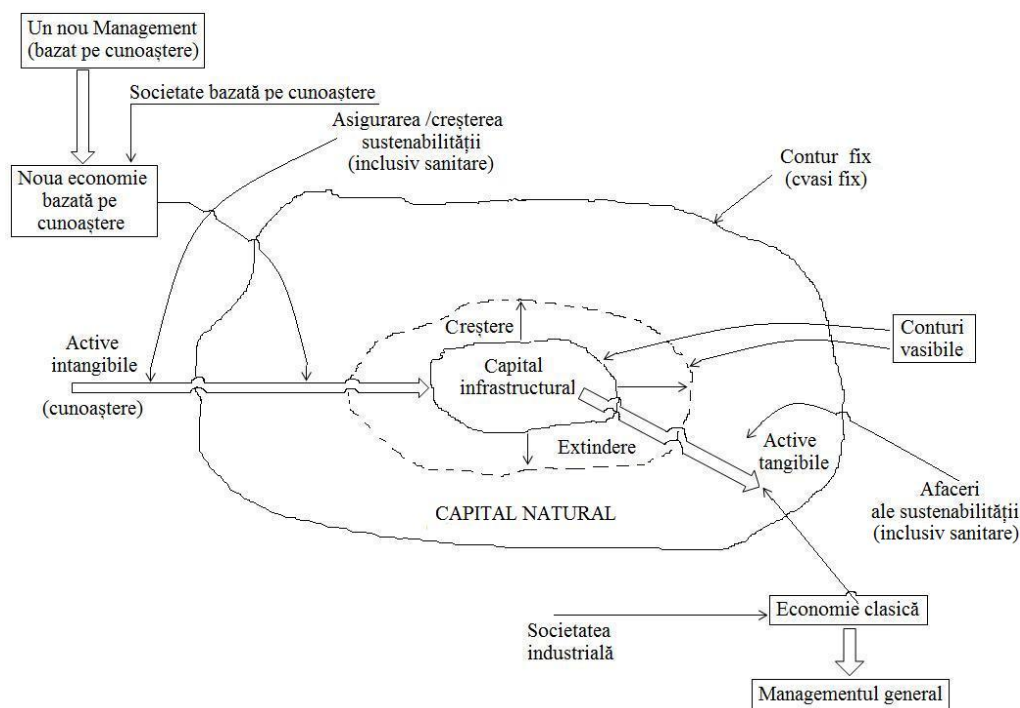 Un nou Management
(bazat pe cunoaștere)
Societate bazată pe cunoaștere
Asigurarea /creșterea
sustenabilității
(inclusiv sanitare)
Noua economie
bazată pe
cunoaștere
Contur fix
(cvasi fix)
Creștere
Conturi
vasibile
Active
intangibile
(cunoaștere)
Capital
infrastructural
Extindere
Active
tangibile
CAPITAL NATURAL
Afaceri
ale sustenabilității
(inclusiv sanitare)
Economie clasică
Societatea
industrială
Managementul general